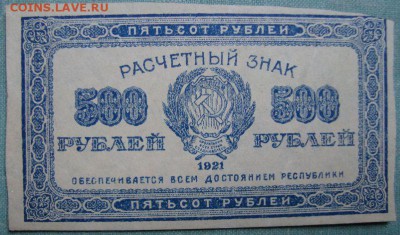 COINS.LAVE.RU
ПЯТЬСОТ РУБЛЕЙ
РАСЧЕТНЫЙ ЗНАК
500 500
РУБЛЕЙ РУБЛЕЙ
1921
ОБЕСПЕЧИВАЕТСЯ ВСЕМ ДОСТОЯНИЕМ РЕСПУБЛИКИ
ПЯТЬСОТ РУБЛЕЙ